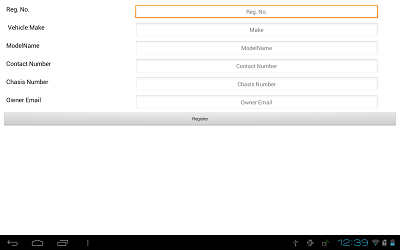 Reg. No. Reg. No.
Vehicle Make Make
ModelName ModelName
Contact Number Contact Number
Chasis Number Chasis Number
Owner Email Owner Email
Register
12:39